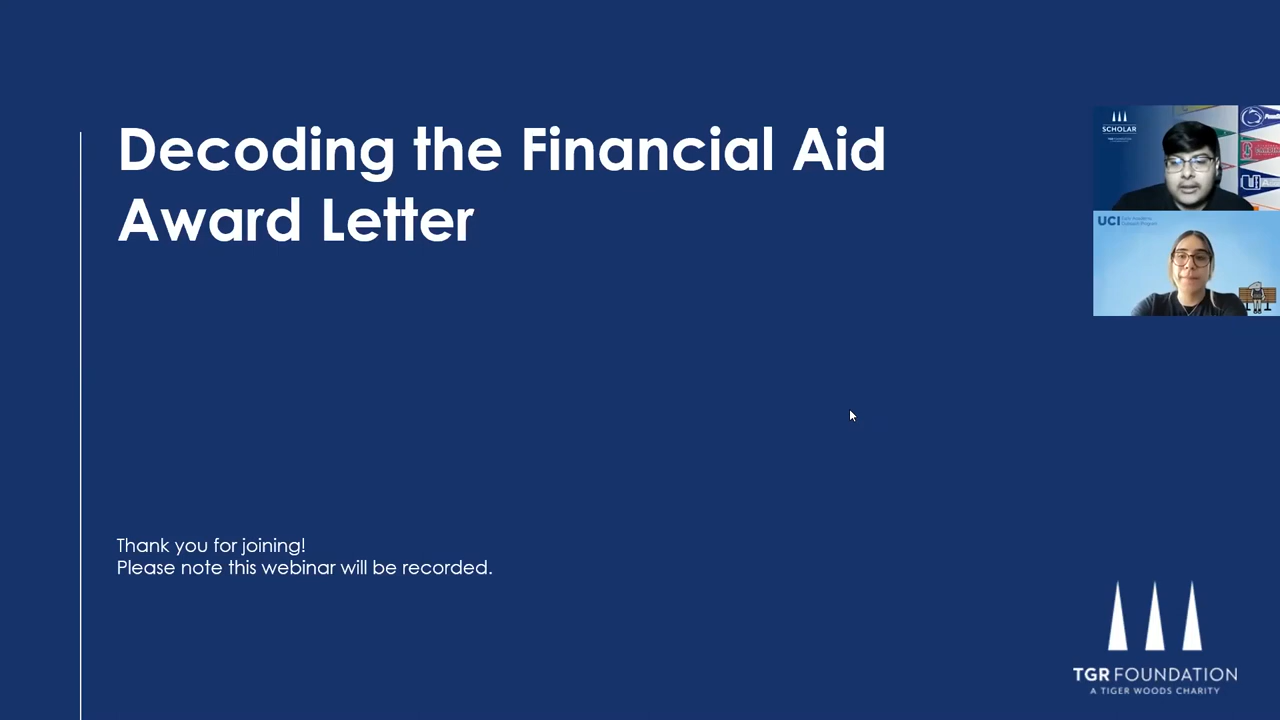 Decoding the Financial Aid
Award Letter
SCHOLAR
UCI
Thank you for joining!
Please note this webinar will be recorded.
TGR FOUNDATION
A TIGER WOODS CHARITY